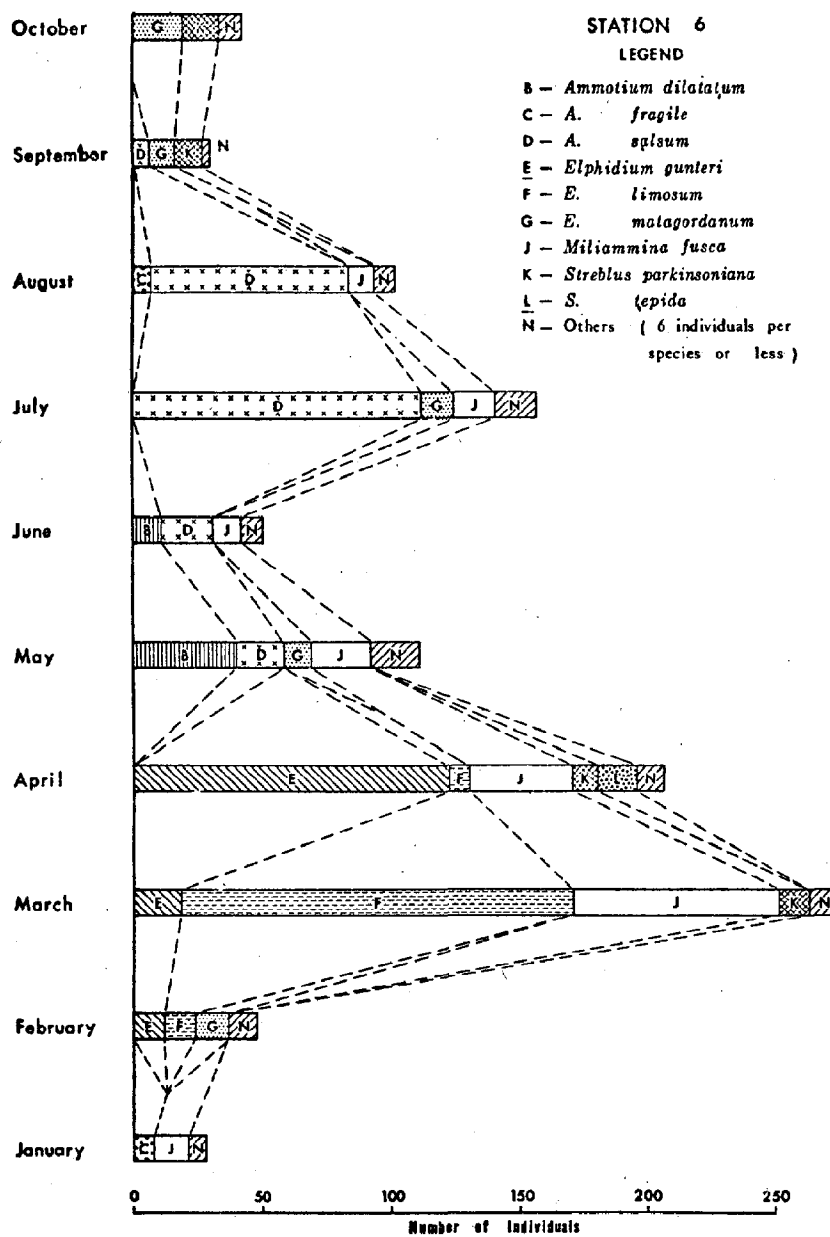 STATION 6
LEGEND
B – Ammotium dilatatum
C – A. fragile
D – A. salsum
E – Elphidium gunteri
F – E. limosum
G – E. matagordanum
J – Miliammina fusca
K – Streblus parkinsoniana
L – S. tepida
N – Others ( 6 individuals per
species or less )
October G N
September D G K N
August C D J N
July D G J N
June B D J N
May B D G J N
April E F J K L N
March E F J K N
February E F G N
January C J N
0 50 100 150 200 250
Number of Individuals